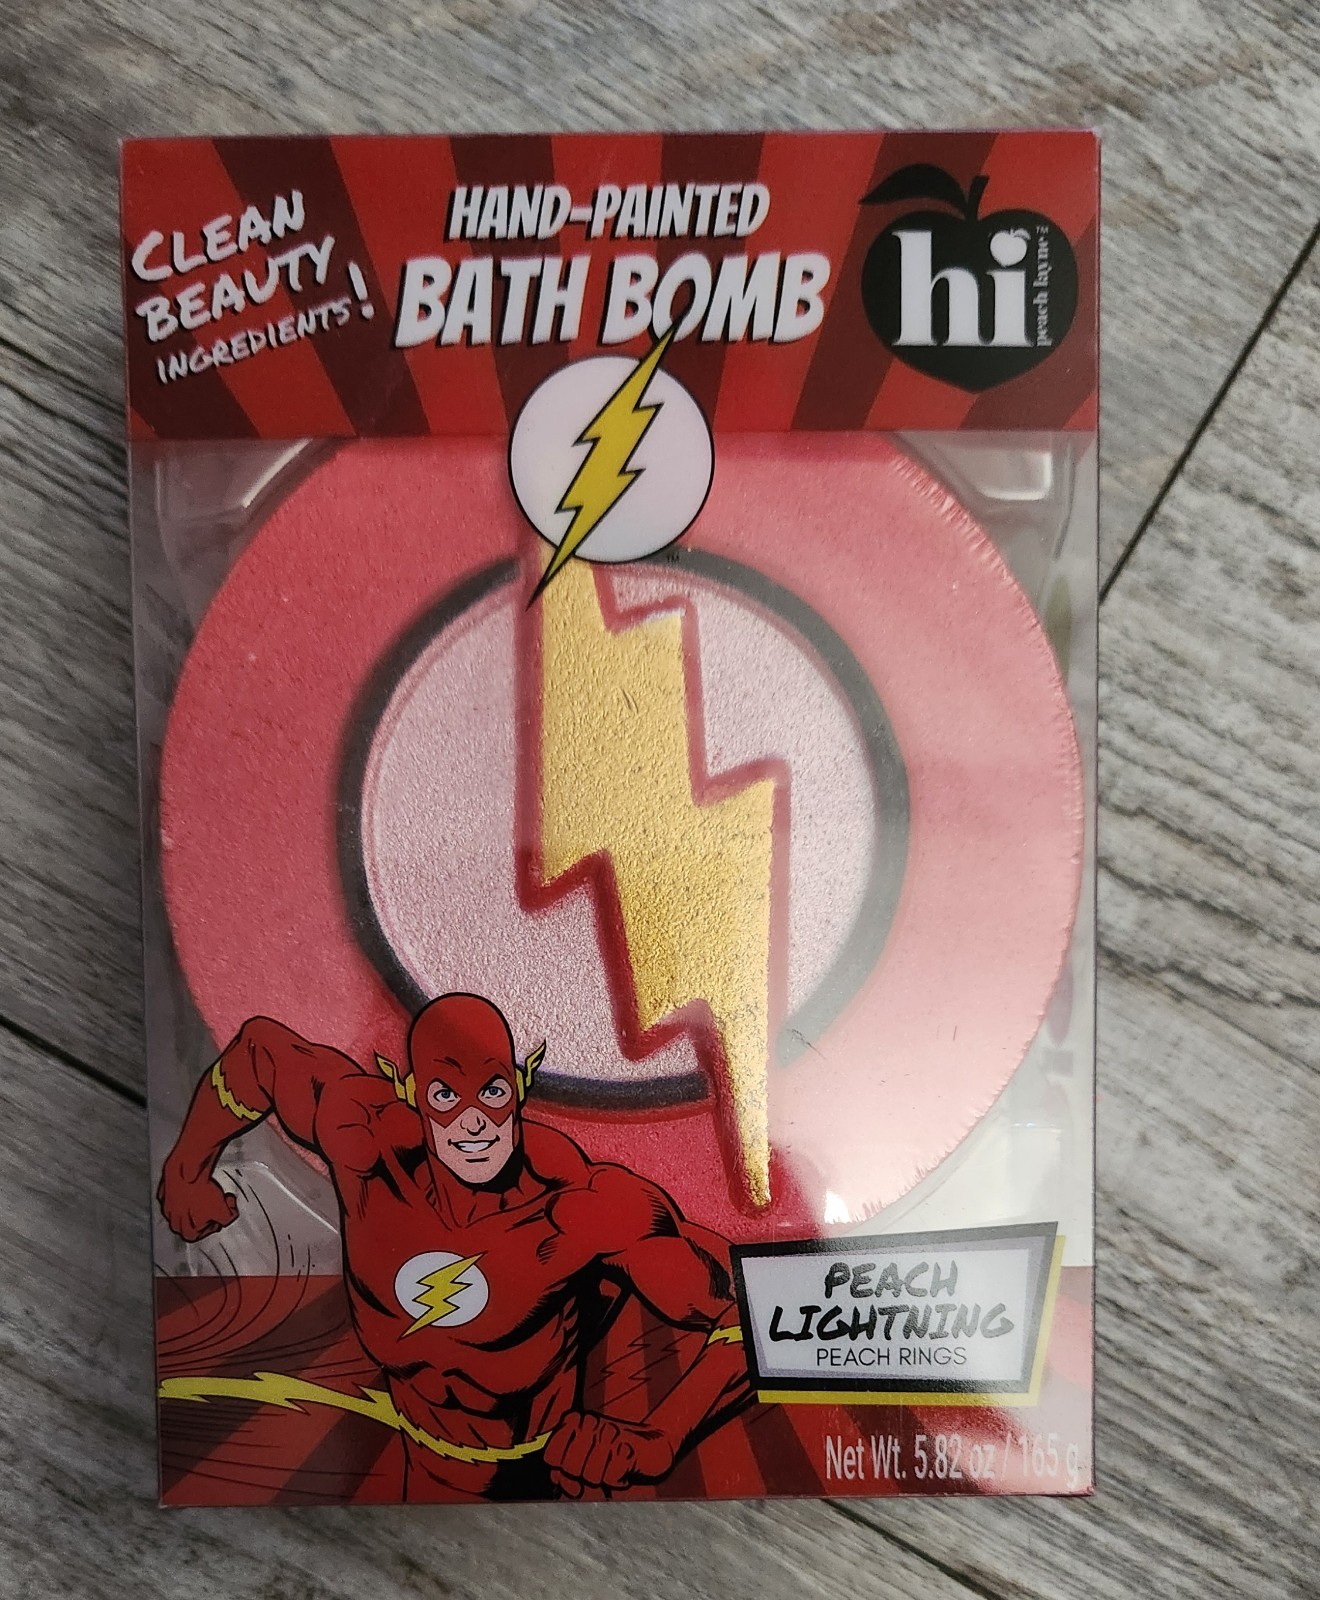 CLEAN
BEAUTY
INGREDIENTS!
HAND-PAINTED
BATH BOMB
hi
peach kayne™
TM
PEACH
LIGHTNING
PEACH RINGS
Net Wt. 5.82 oz / 165 g